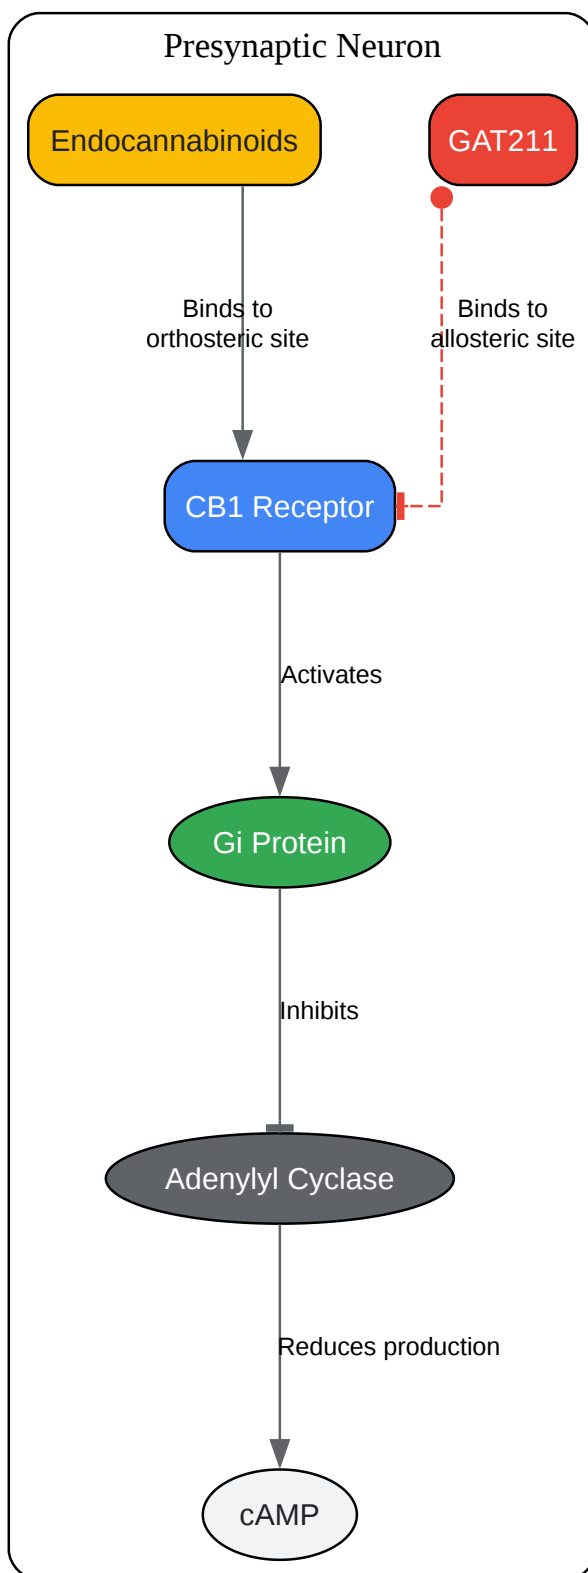 Presynaptic Neuron
Endocannabinoids
GAT211
Binds to
orthosteric site
Binds to
allosteric site
CB1 Receptor
Activates
Gi Protein
Inhibits
Adenylyl Cyclase
Reduces production
cAMP